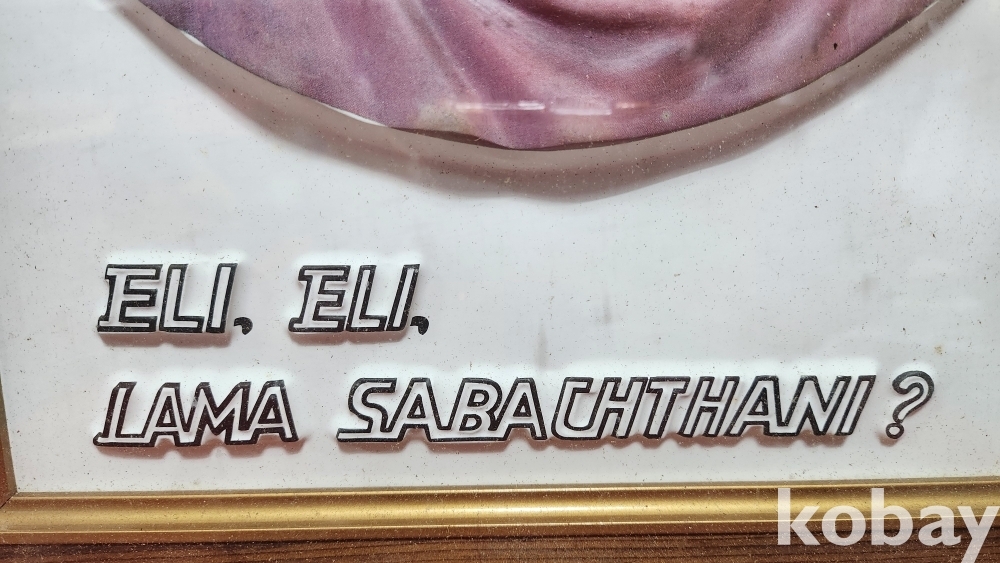 ELI, ELI,
LAMA SABACHTHANI ?
kobay